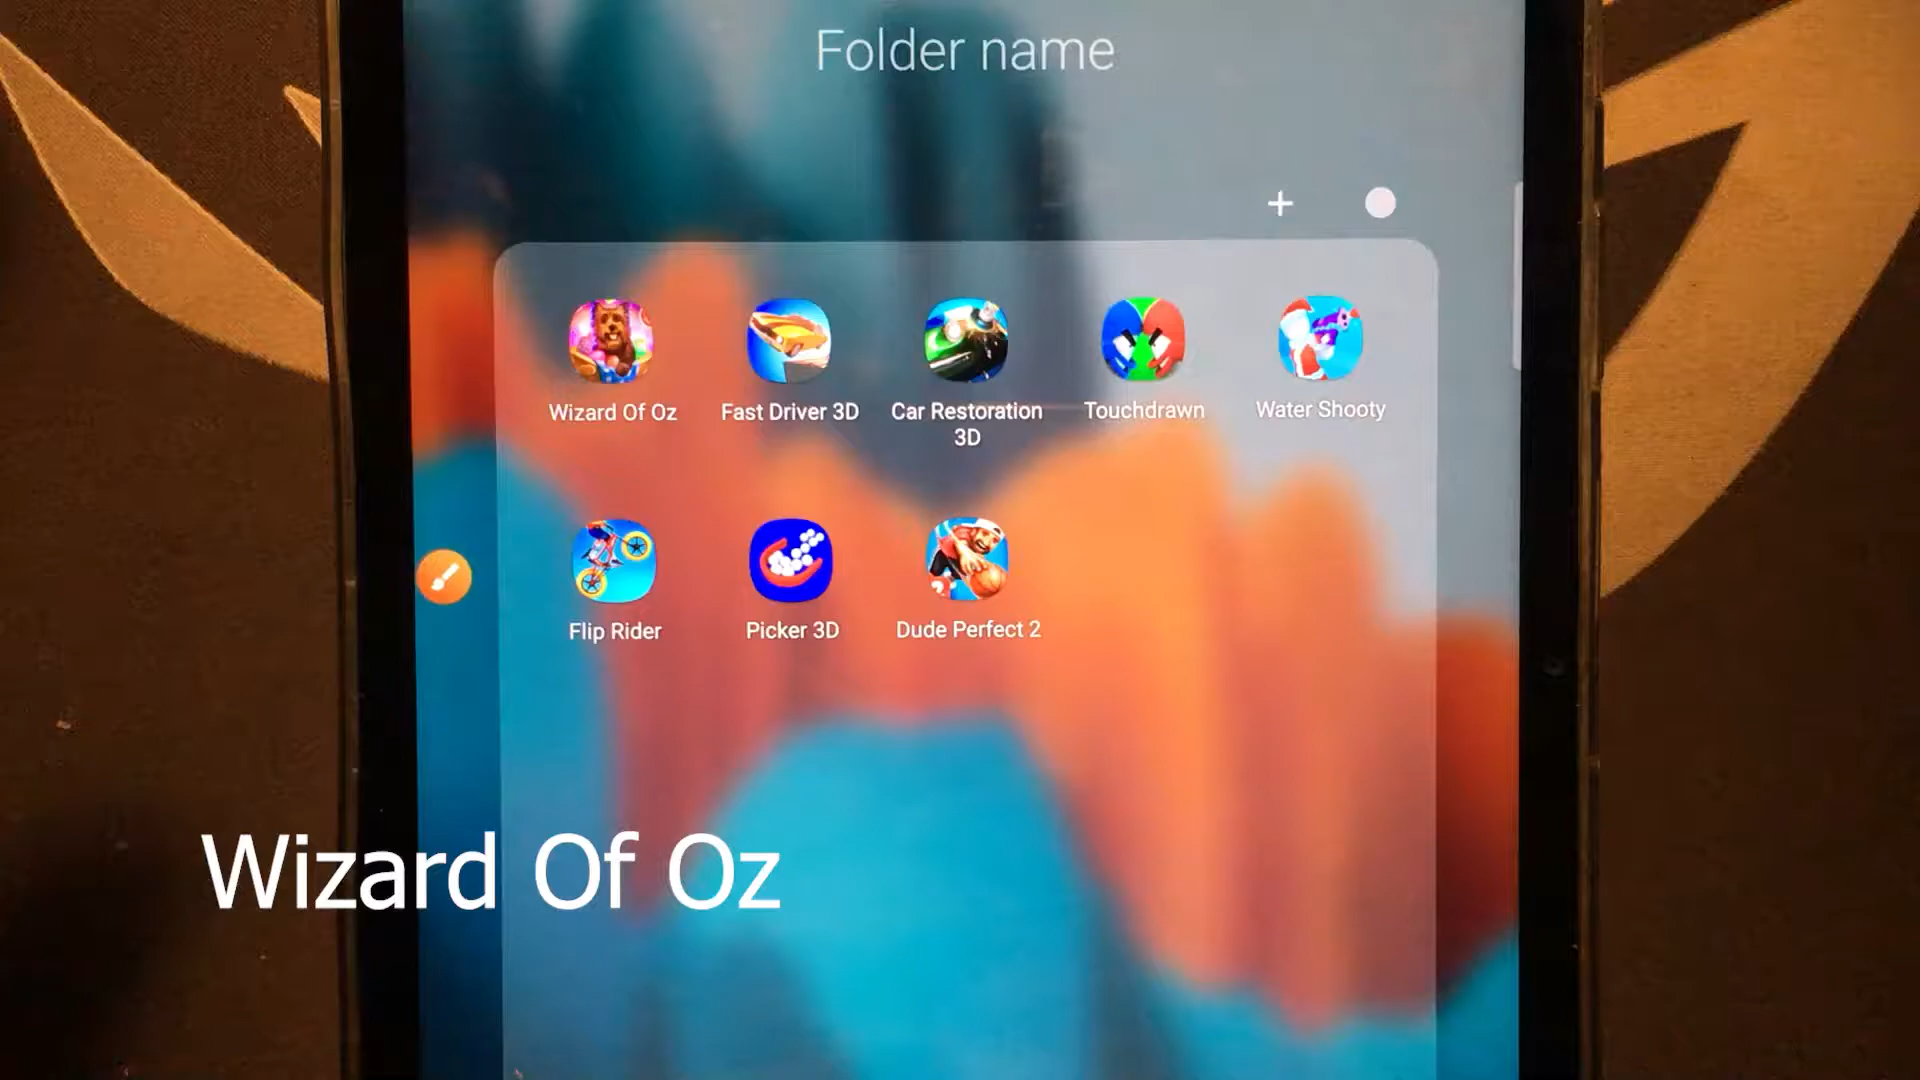 Folder name
Wizard Of Oz
Fast Driver 3D
Car Restoration
3D
Touchdrawn
Water Shooty
Flip Rider
Picker 3D
Dude Perfect 2
Wizard Of Oz